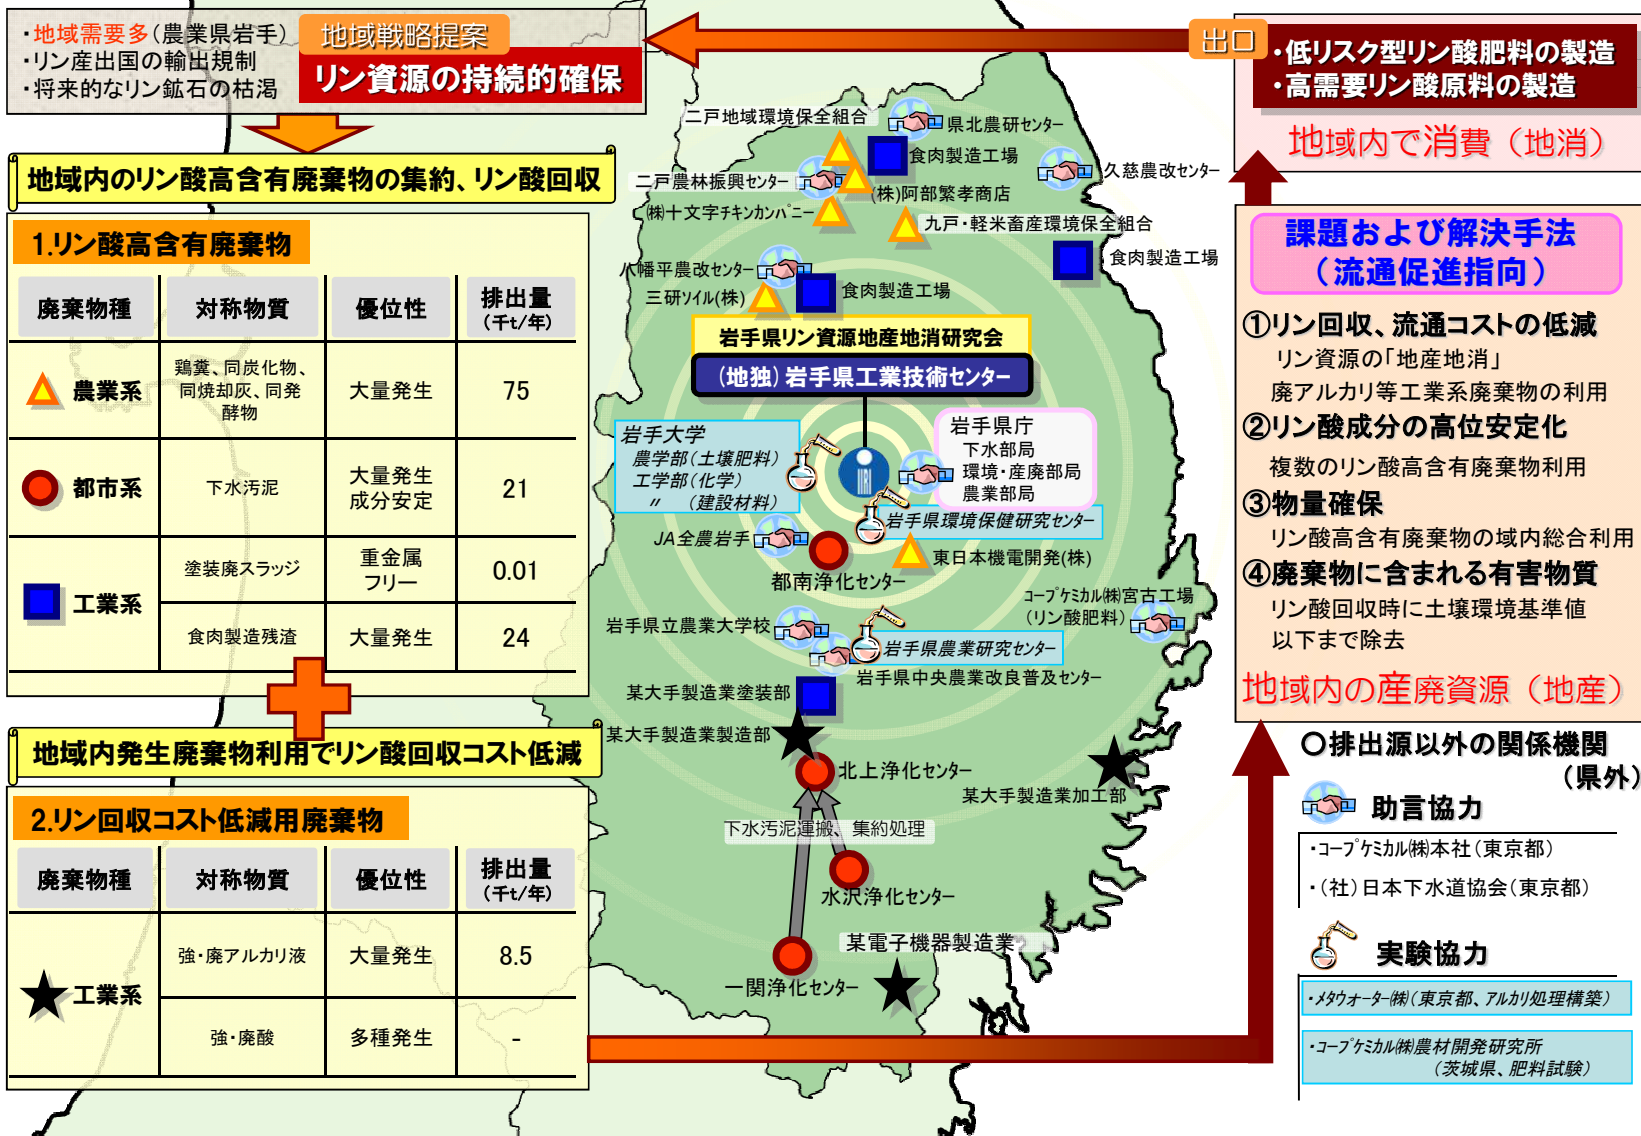 ・地域需要多(農業県岩手)
・リン産出国の輸出規制
・将来的なリン鉱石の枯渇
地域戦略提案
リン資源の持続的確保
出口
・低リスク型リン酸肥料の製造
・高需要リン酸原料の製造
地域内で消費（地消）
地域内のリン酸高含有廃棄物の集約、リン酸回収
1.リン酸高含有廃棄物
廃棄物種 対称物質 優位性 排出量
(千t/年)
農業系 鶏糞、同炭化物、
同焼却灰、同発
酵物
大量発生 75
都市系 下水汚泥 大量発生
成分安定
21
工業系
塗装廃スラッジ 重金属
フリー
0.01
食肉製造残渣 大量発生 24
地域内発生廃棄物利用でリン酸回収コスト低減
2.リン回収コスト低減用廃棄物
廃棄物種 対称物質 優位性 排出量
(千t/年)
工業系
強・廃アルカリ液 大量発生 8.5
強・廃酸 多種発生 -
二戸地域環境保全組合
県北農研センター
食肉製造工場
久慈農改センター
二戸農林振興センター
(株)阿部繁孝商店
㈱十文字チキンカンパニー
九戸・軽米畜産環境保全組合
食肉製造工場
八幡平農改センター
三研ソイル(株)
食肉製造工場
岩手県リン資源地産地消研究会
(地独)岩手県工業技術センター
岩手大学
農学部(土壌肥料)
工学部(化学)
〃 (建設材料)
岩手県庁
下水部局
環境・産廃部局
農業部局
岩手県環境保健研究センター
JA全農岩手
東日本機電開発(株)
都南浄化センター
コープケミカル㈱宮古工場
(リン酸肥料)
岩手県立農業大学校
岩手県農業研究センター
岩手県中央農業改良普及センター
某大手製造業塗装部
某大手製造業製造部
北上浄化センター
某大手製造業加工部
下水汚泥運搬、集約処理
水沢浄化センター
某電子機器製造業
一関浄化センター
課題および解決手法
（流通促進指向）
①リン回収、流通コストの低減
リン資源の「地産地消」
廃アルカリ等工業系廃棄物の利用
②リン酸成分の高位安定化
複数のリン酸高含有廃棄物利用
③物量確保
リン酸高含有廃棄物の域内総合利用
④廃棄物に含まれる有害物質
リン酸回収時に土壌環境基準値
以下まで除去
地域内の産廃資源（地産）
○排出源以外の関係機関
（県外）
助言協力
・コープケミカル㈱本社(東京都)
・(社)日本下水道協会(東京都)
実験協力
・メタウォーター㈱(東京都、アルカリ処理構築)
・コープケミカル㈱農材開発研究所
(茨城県、肥料試験)